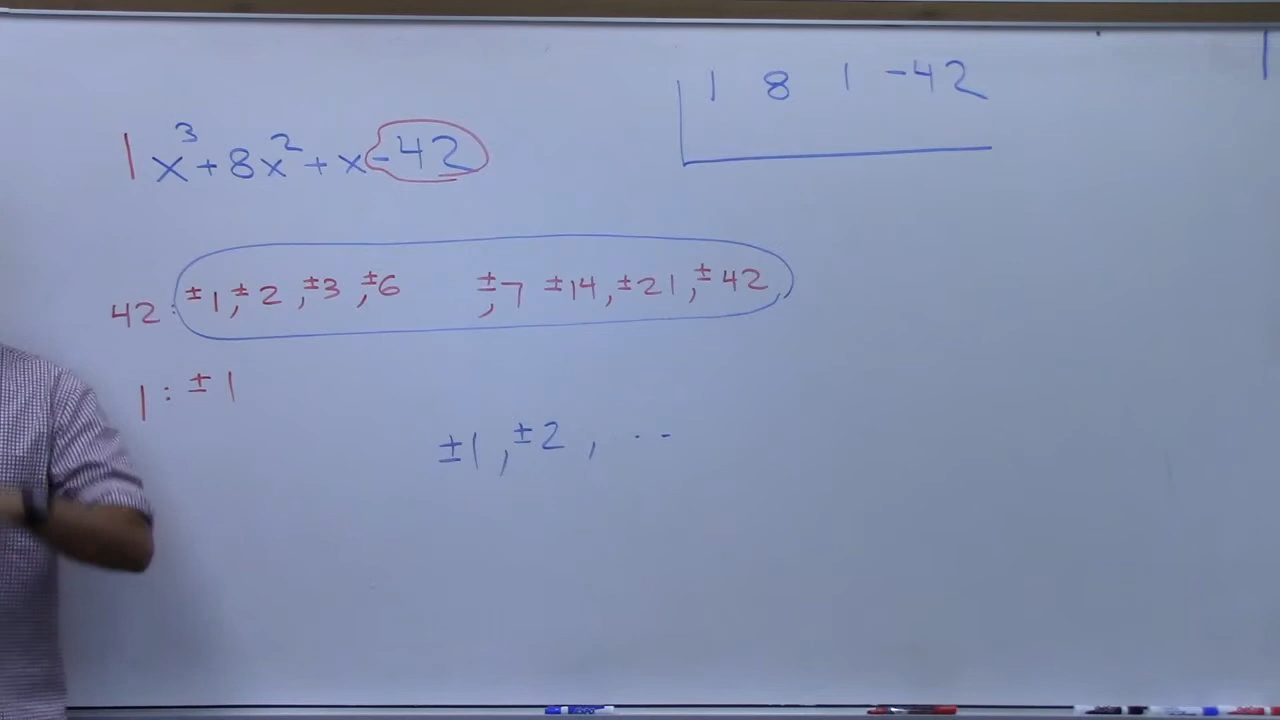 1x³+8x²+x-42
1 8 1 -42
42: ±1, ±2, ±3, ±6, ±7 ±14, ±21, ±42
1: ±1
±1, ±2, ...